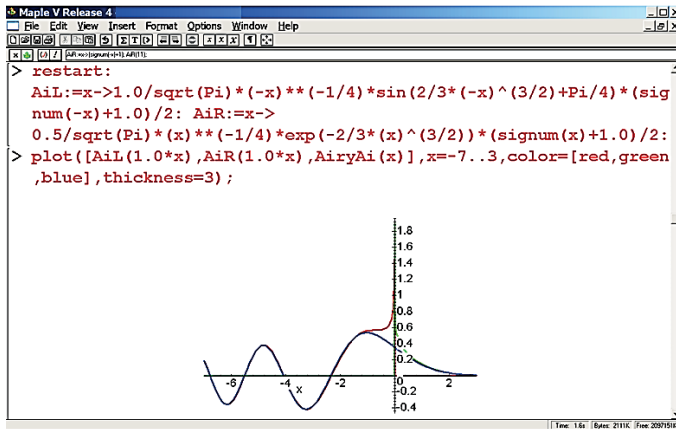 Maple V Release 4
File Edit View Insert Format Options Window Help
> restart:
AiL:=x->1.0/sqrt(Pi)*(-x)**(-1/4)*sin(2/3*(-x)^(3/2)+Pi/4)*(sig
num(-x)+1.0)/2: AiR:=x->
0.5/sqrt(Pi)*(x)**(-1/4)*exp(-2/3*(x)^(3/2))*(signum(x)+1.0)/2:
> plot([AiL(1.0*x),AiR(1.0*x),AiryAi(x)],x=-7..3,color=[red,green
,blue],thickness=3);
1.8
1.6
1.4
1.2
1
0.8
0.6
0.4
0.2
-6 -4 x -2 0 2
-0.2
-0.4
Time: 1.6s Bytes: 2111K Free: 2097151K